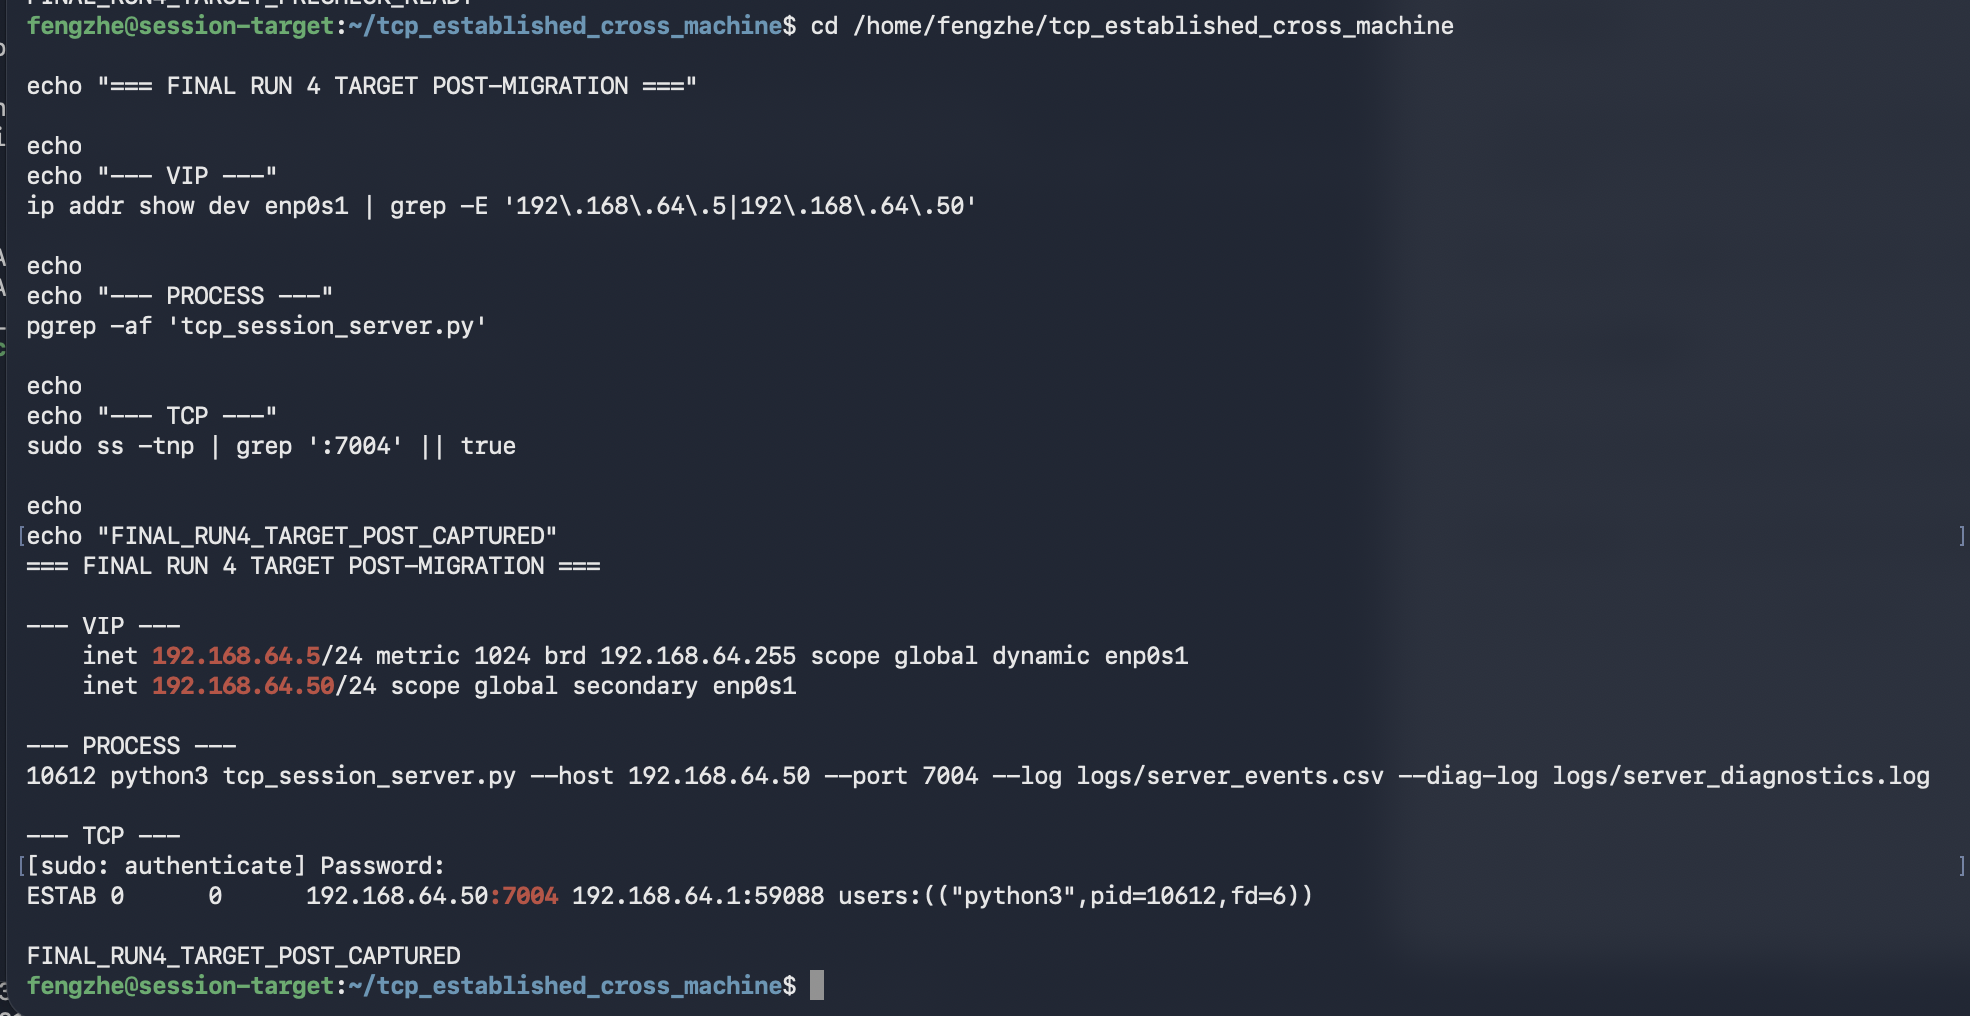 FINAL_RUN4_TARGET_PRECHECK_READY
fengzhe@session-target:~/tcp_established_cross_machine$ cd /home/fengzhe/tcp_established_cross_machine
echo "=== FINAL RUN 4 TARGET POST-MIGRATION ==="
echo
echo "--- VIP ---"
ip addr show dev enp0s1 | grep -E '192\.168\.64\.5|192\.168\.64\.50'
echo
echo "--- PROCESS ---"
pgrep -af 'tcp_session_server.py'
echo
echo "--- TCP ---"
sudo ss -tnp | grep ':7004' || true
echo
[echo "FINAL_RUN4_TARGET_POST_CAPTURED" ]
=== FINAL RUN 4 TARGET POST-MIGRATION ===
--- VIP ---
inet 192.168.64.5/24 metric 1024 brd 192.168.64.255 scope global dynamic enp0s1
inet 192.168.64.50/24 scope global secondary enp0s1
--- PROCESS ---
10612 python3 tcp_session_server.py --host 192.168.64.50 --port 7004 --log logs/server_events.csv --diag-log logs/server_diagnostics.log
--- TCP ---
[[sudo: authenticate] Password: ]
ESTAB 0 0 192.168.64.50:7004 192.168.64.1:59088 users:(("python3",pid=10612,fd=6))
FINAL_RUN4_TARGET_POST_CAPTURED
fengzhe@session-target:~/tcp_established_cross_machine$